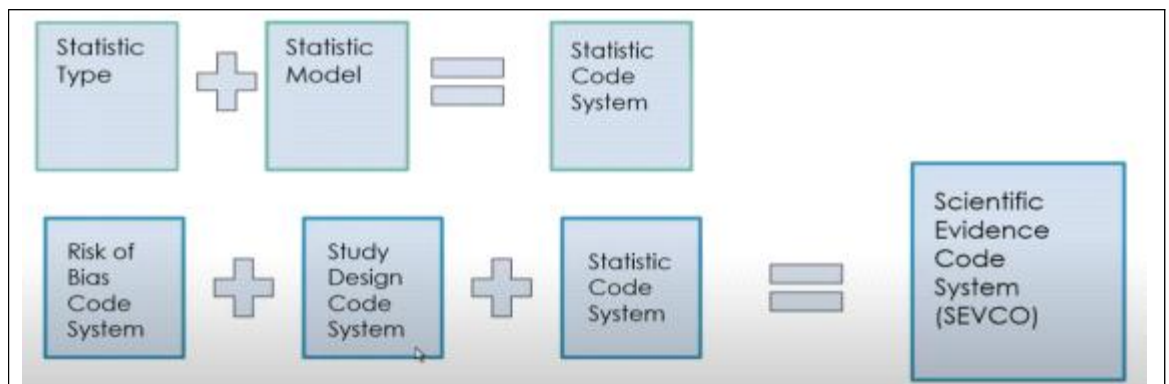 Statistic
Type
Statistic
Model
Statistic
Code
System
Risk of
Bias
Code
System
Study
Design
Code
System
Statistic
Code
System
Scientific
Evidence
Code
System
(SEVCO)